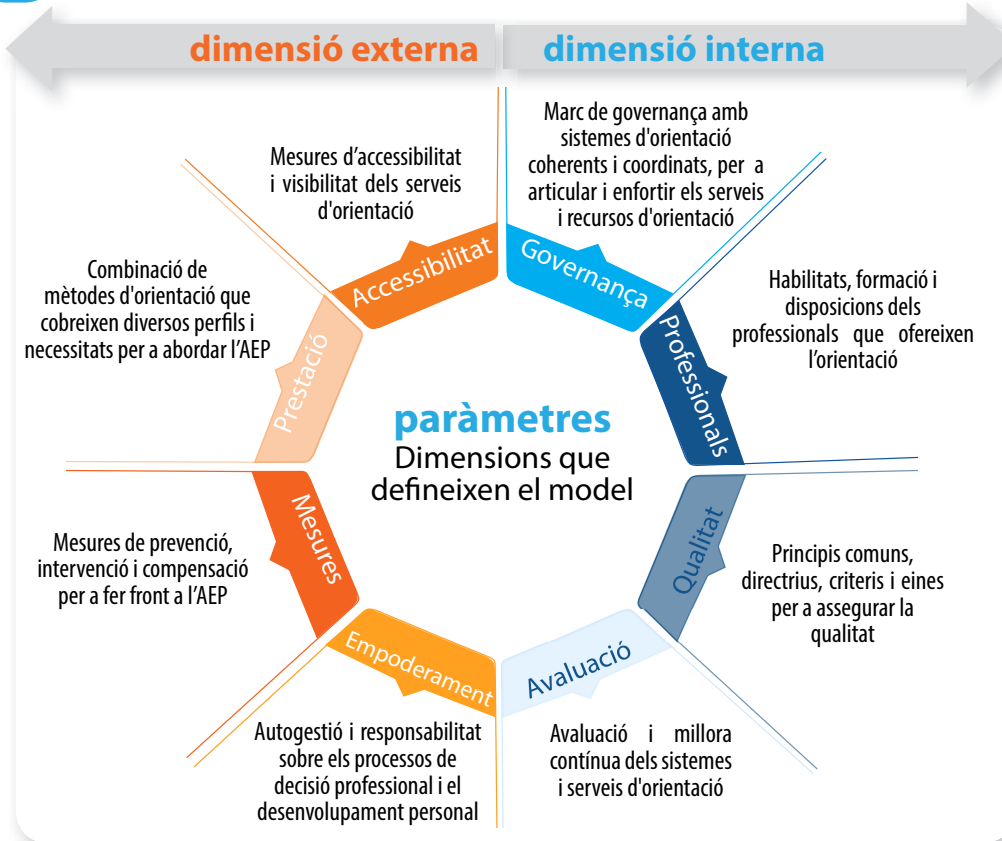 dimensió externa
dimensió interna
Mesures d’accessibilitat
i visibilitat dels serveis
d'orientació
Marc de governança amb
sistemes d'orientació
coherents i coordinats, per a
articular i enfortir els serveis
i recursos d'orientació
Accessibilitat
Governança
Combinació de
mètodes d'orientació que
cobreixen diversos perfils i
necessitats per a abordar l’AEP
Prestació
Professionals
Habilitats, formació i
disposicions dels
professionals que ofereixen
l’orientació
paràmetres
Dimensions que
defineixen el model
Mesures de prevenció,
intervenció i compensació
per a fer front a l’AEP
Mesures
Qualitat
Principis comuns,
directrius, criteris i eines
per a assegurar la
qualitat
Empoderament
Avaluació
Autogestió i responsabilitat
sobre els processos de
decisió professional i el
desenvolupament personal
Avaluació i millora
contínua dels sistemes
i serveis d'orientació